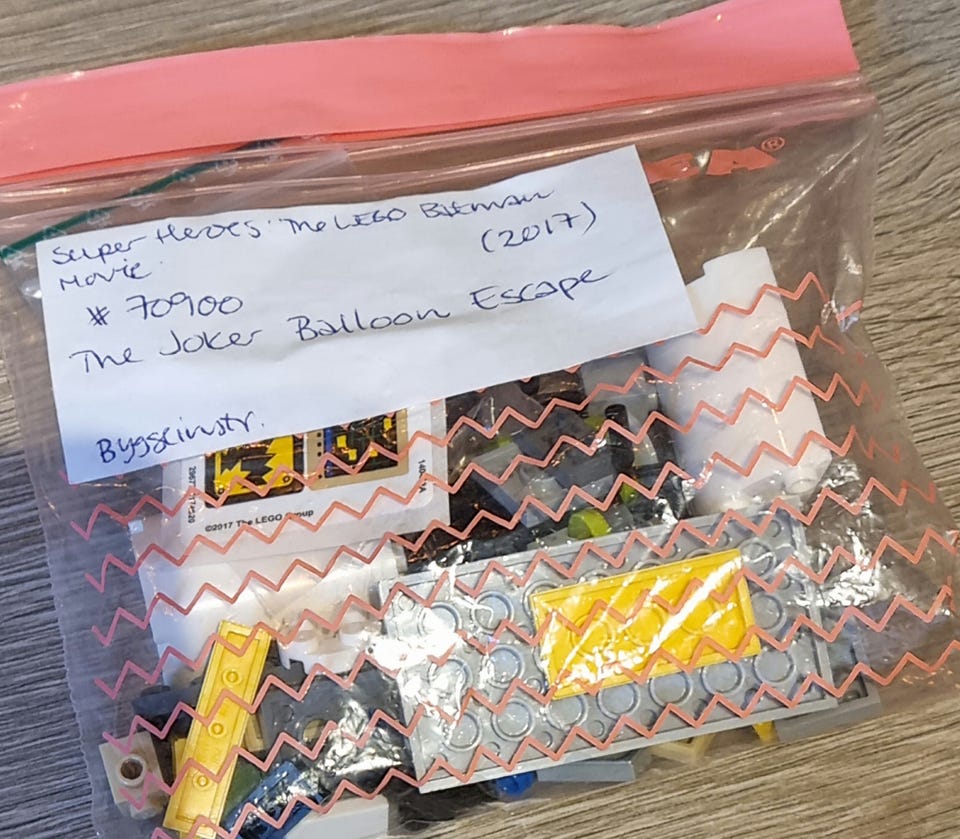 Super Heroes: The LEGO Batman
Movie. (2017)
# 70900
The Joker Balloon Escape
Byggeinstr.
©2017 The LEGO Group